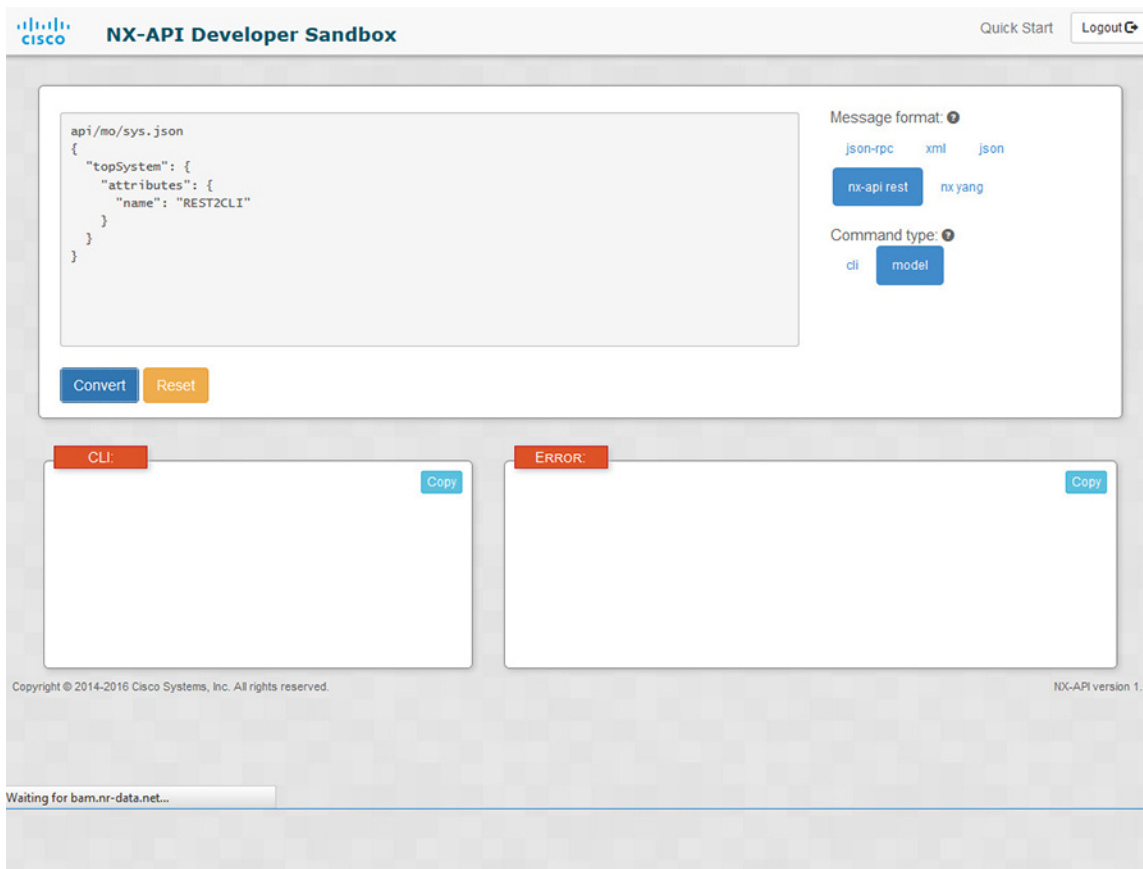 CISCO
NX-API Developer Sandbox
Quick Start
Logout
api/mo/sys.json
{
  "topSystem": {
    "attributes": {
      "name": "REST2CLI"
    }
  }
}
Message format:
json-rpc xml json
nx-api rest nx yang
Command type:
cli model
Convert Reset
CLI:
Copy
ERROR:
Copy
Copyright © 2014-2016 Cisco Systems, Inc. All rights reserved.
NX-API version 1.
Waiting for bam.nr-data.net...